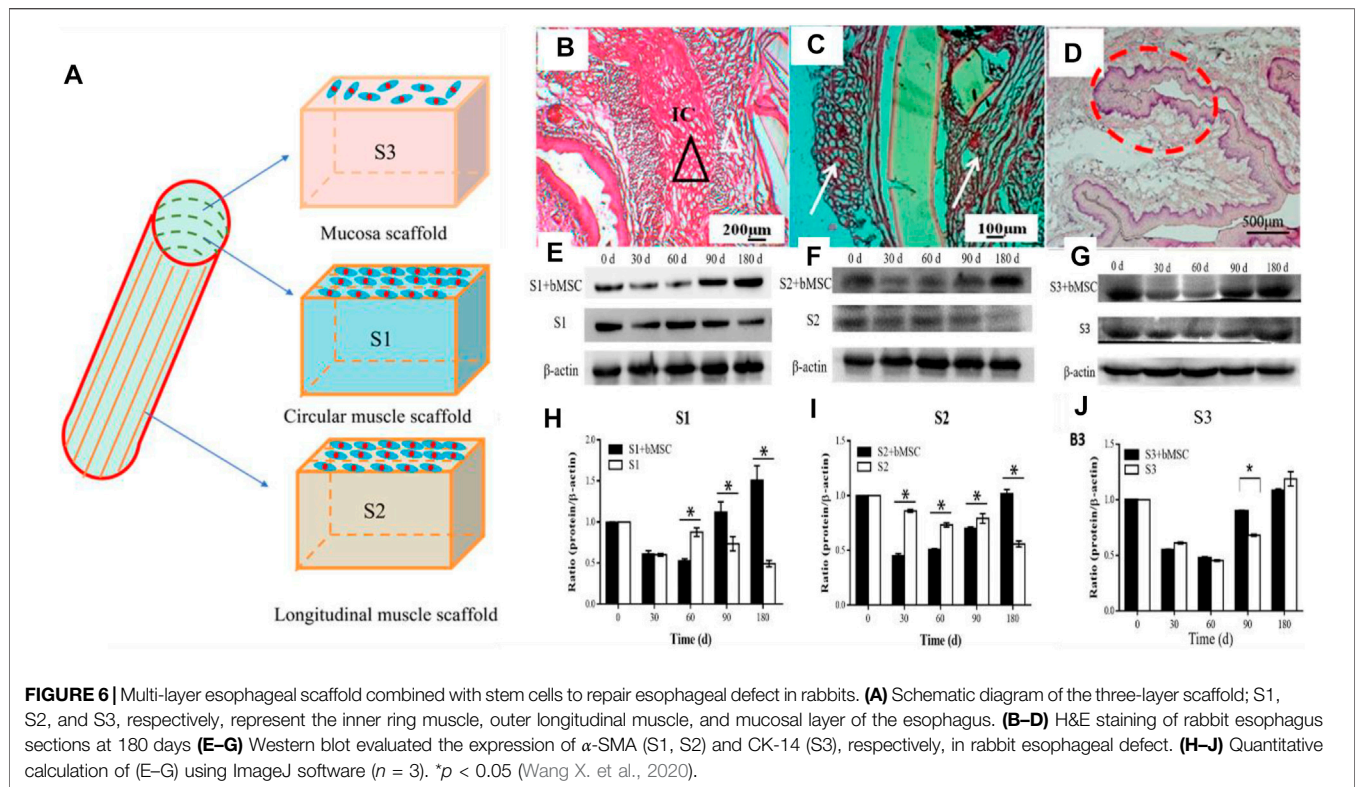 A
S3
Mucosa scaffold
S1
Circular muscle scaffold
S2
Longitudinal muscle scaffold
B
IC
200μm
C
100μm
D
500μm
E
0 d 30 d 60 d 90 d 180 d
S1+bMSC
S1
β-actin
F
0 d 30 d 60 d 90 d 180 d
S2+bMSC
S2
β-actin
G
0 d 30 d 60 d 90 d 180 d
S3+bMSC
S3
β-actin
H
S1
Ratio (protein/β-actin)
2.0
1.5
1.0
0.5
0.0
S1+bMSC
S1
*
*
*
0 30 60 90 180
Time (d)
I
S2
Ratio (protein/β-actin)
1.5
1.0
0.5
0.0
S2+bMSC
S2
*
*
*
*
0 30 60 90 180
Time (d)
J
S3
B3
Ratio (protein/β-actin)
1.5
1.0
0.5
0.0
S3+bMSC
S3
*
0 30 60 90 180
Time (d)
FIGURE 6 | Multi-layer esophageal scaffold combined with stem cells to repair esophageal defect in rabbits. (A) Schematic diagram of the three-layer scaffold; S1,
S2, and S3, respectively, represent the inner ring muscle, outer longitudinal muscle, and mucosal layer of the esophagus. (B–D) H&E staining of rabbit esophagus
sections at 180 days (E–G) Western blot evaluated the expression of α-SMA (S1, S2) and CK-14 (S3), respectively, in rabbit esophageal defect. (H–J) Quantitative
calculation of (E–G) using ImageJ software (n = 3). *p < 0.05 (Wang X. et al., 2020).